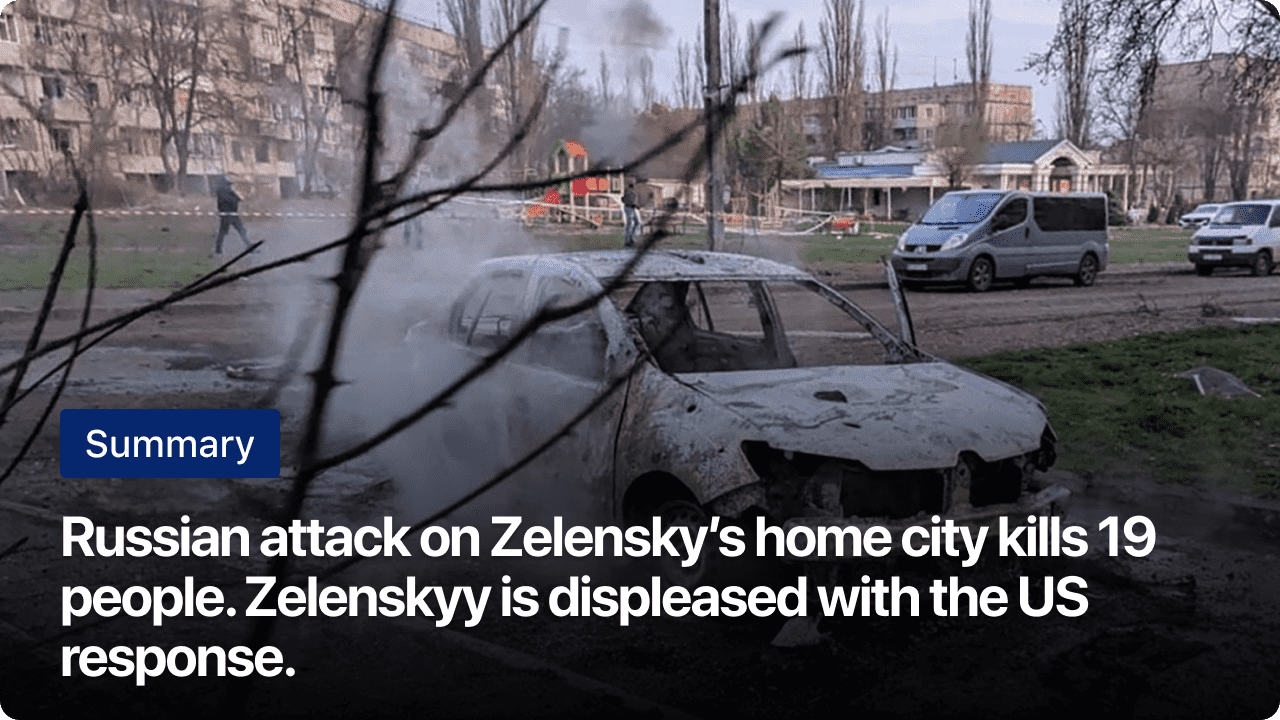 Summary
Russian attack on Zelensky’s home city kills 19
people. Zelenskyy is displeased with the US
response.